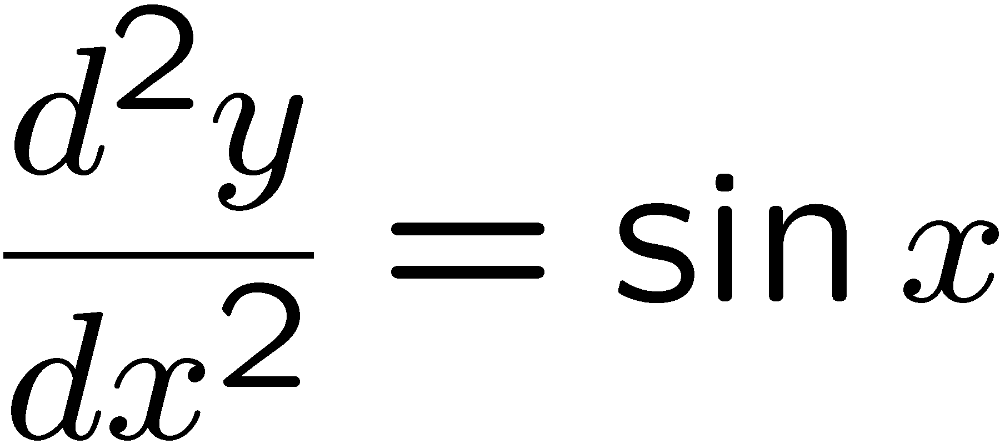 d²y/dx² = sin x